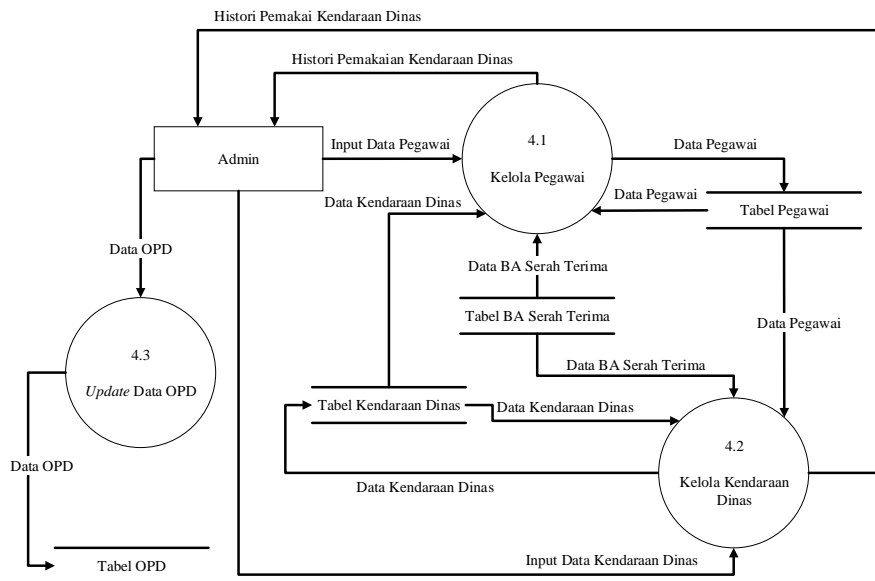 Histori Pemakai Kendaraan Dinas
Histori Pemakaian Kendaraan Dinas
Admin
Input Data Pegawai
4.1
Kelola Pegawai
Data Pegawai
Data Pegawai
Tabel Pegawai
Data Kendaraan Dinas
Data OPD
Data BA Serah Terima
Tabel BA Serah Terima
Data Pegawai
4.3
Update Data OPD
Data BA Serah Terima
Tabel Kendaraan Dinas
Data Kendaraan Dinas
4.2
Kelola Kendaraan
Dinas
Data OPD
Data Kendaraan Dinas
Tabel OPD
Input Data Kendaraan Dinas